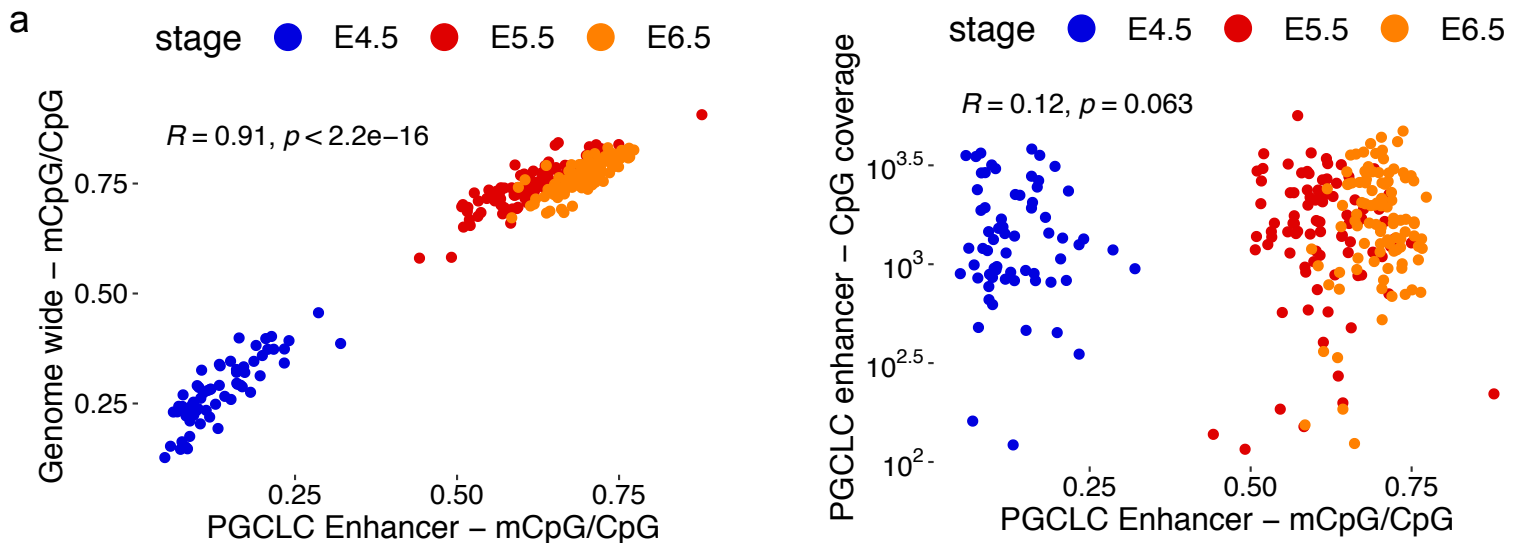 a
stage E4.5 E5.5 E6.5
R = 0.91, p < 2.2e−16
Genome wide − mCpG/CpG
0.75
0.50
0.25
0.25 0.50 0.75
PGCLC Enhancer − mCpG/CpG
stage E4.5 E5.5 E6.5
R = 0.12, p = 0.063
PGCLC enhancer − CpG coverage
10^3.5
10^3
10^2.5
10^2
0.25 0.50 0.75
PGCLC Enhancer − mCpG/CpG